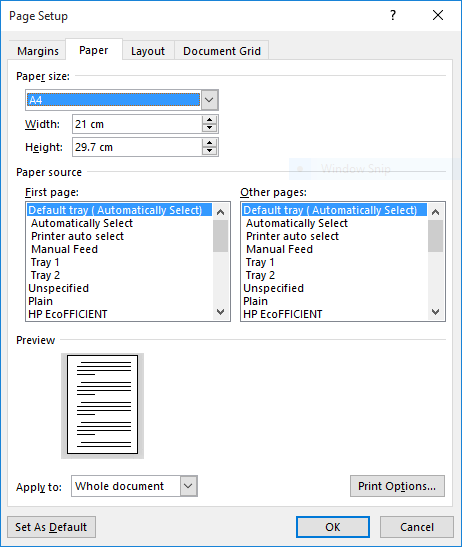 Page Setup ? ×
Margins Paper Layout Document Grid
Paper size:
A4
Width: 21 cm
Height: 29.7 cm
Window Snip
Paper source
First page: Other pages:
Default tray ( Automatically Select) Default tray ( Automatically Select)
Automatically Select Automatically Select
Printer auto select Printer auto select
Manual Feed Manual Feed
Tray 1 Tray 1
Tray 2 Tray 2
Unspecified Unspecified
Plain Plain
HP EcoFFICIENT HP EcoFFICIENT
Preview
Apply to: Whole document Print Options...
Set As Default OK Cancel